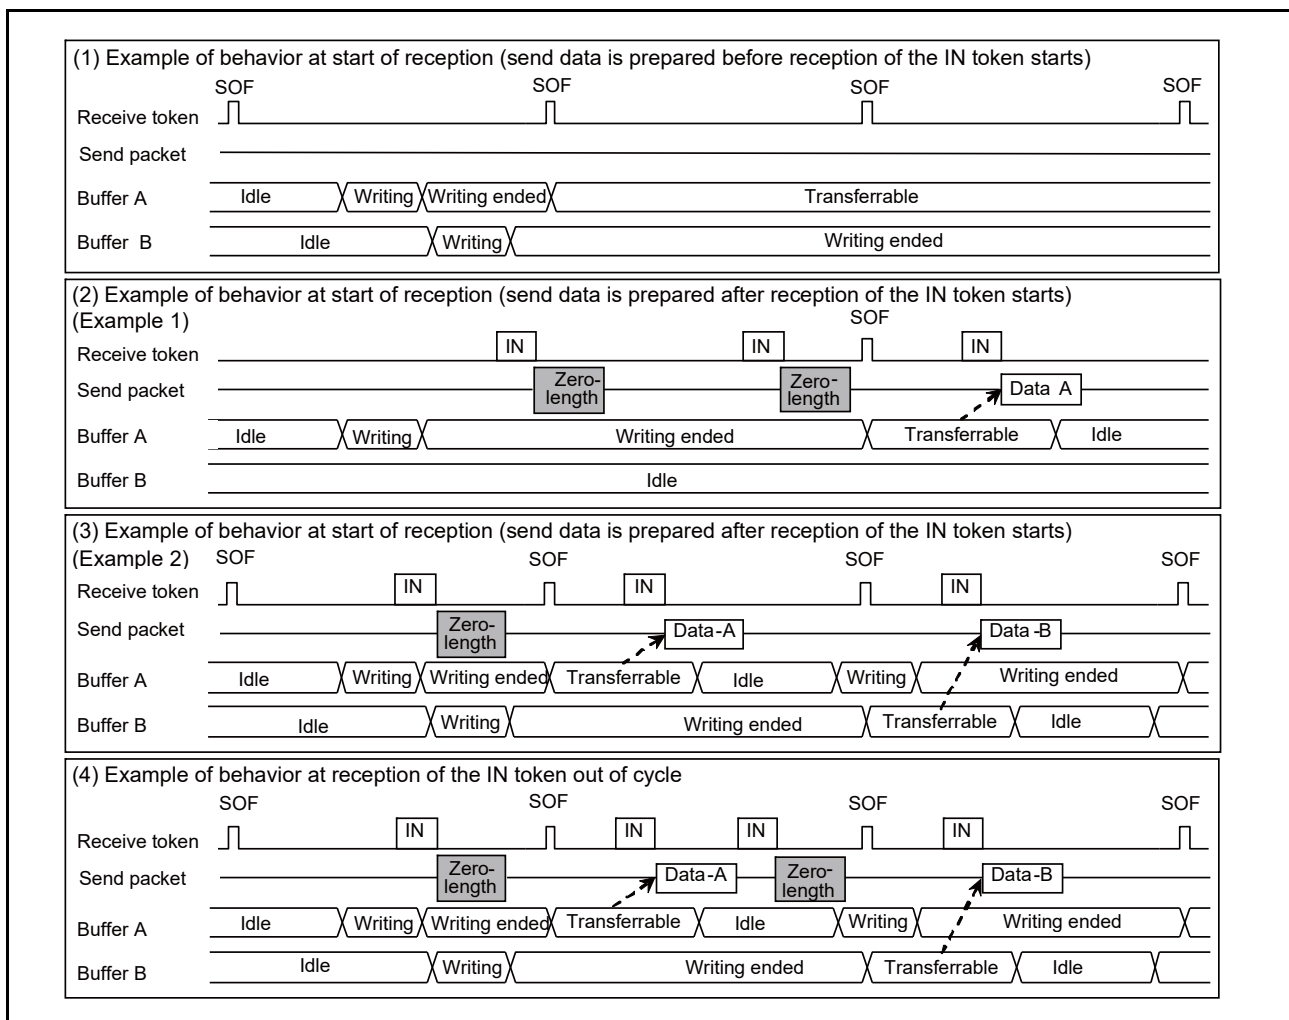 (1) Example of behavior at start of reception (send data is prepared before reception of the IN token starts)
SOF SOF SOF SOF
Receive token
Send packet
Buffer A Idle Writing Writing ended Transferrable
Buffer B Idle Writing Writing ended
(2) Example of behavior at start of reception (send data is prepared after reception of the IN token starts)
(Example 1) SOF
Receive token IN IN IN
Send packet Zero-length Zero-length Data A
Buffer A Idle Writing Writing ended Transferrable Idle
Buffer B Idle
(3) Example of behavior at start of reception (send data is prepared after reception of the IN token starts)
(Example 2) SOF SOF SOF SOF
Receive token IN IN IN
Send packet Zero-length Data-A Data-B
Buffer A Idle Writing Writing ended Transferrable Idle Writing Writing ended
Buffer B Idle Writing Writing ended Transferrable Idle
(4) Example of behavior at reception of the IN token out of cycle
SOF SOF SOF SOF
Receive token IN IN IN IN
Send packet Zero-length Data-A Zero-length Data-B
Buffer A Idle Writing Writing ended Transferrable Idle Writing Writing ended
Buffer B Idle Writing Writing ended Transferrable Idle